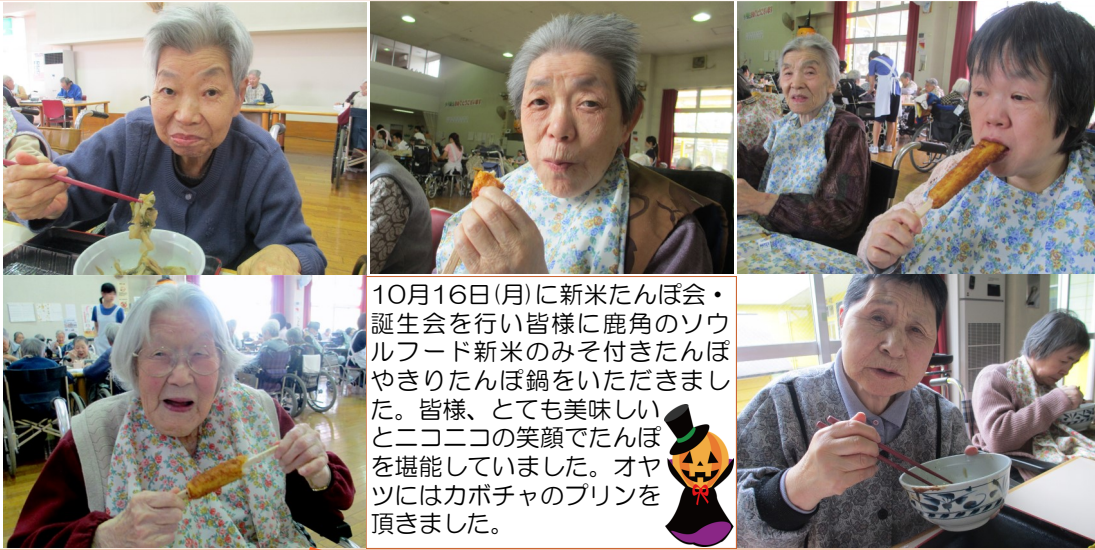 10月16日(月)に新米たんぽ会・
誕生会を行い皆様に鹿角のソウ
ルフード新米のみそ付きたんぽ
やきりたんぽ鍋をいただきまし
た。皆様、とても美味しい
とニコニコの笑顔でたんぽ
を堪能していました。オヤ
ツにはカボチャのプリンを
頂きました。